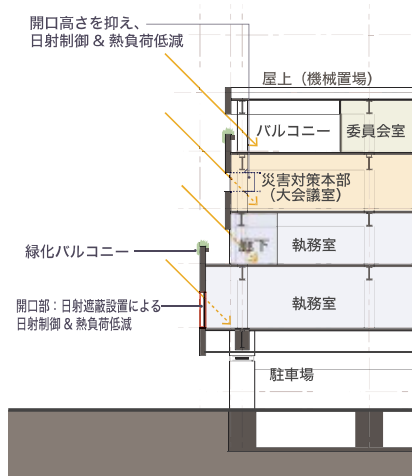 開口高さを抑え、
日射制御 & 熱負荷低減
屋上（機械置場）
バルコニー
委員会室
災害対策本部
（大会議室）
執務室
緑化バルコニー
開口部：日射遮蔽設置による
日射制御 & 熱負荷低減
執務室
駐車場